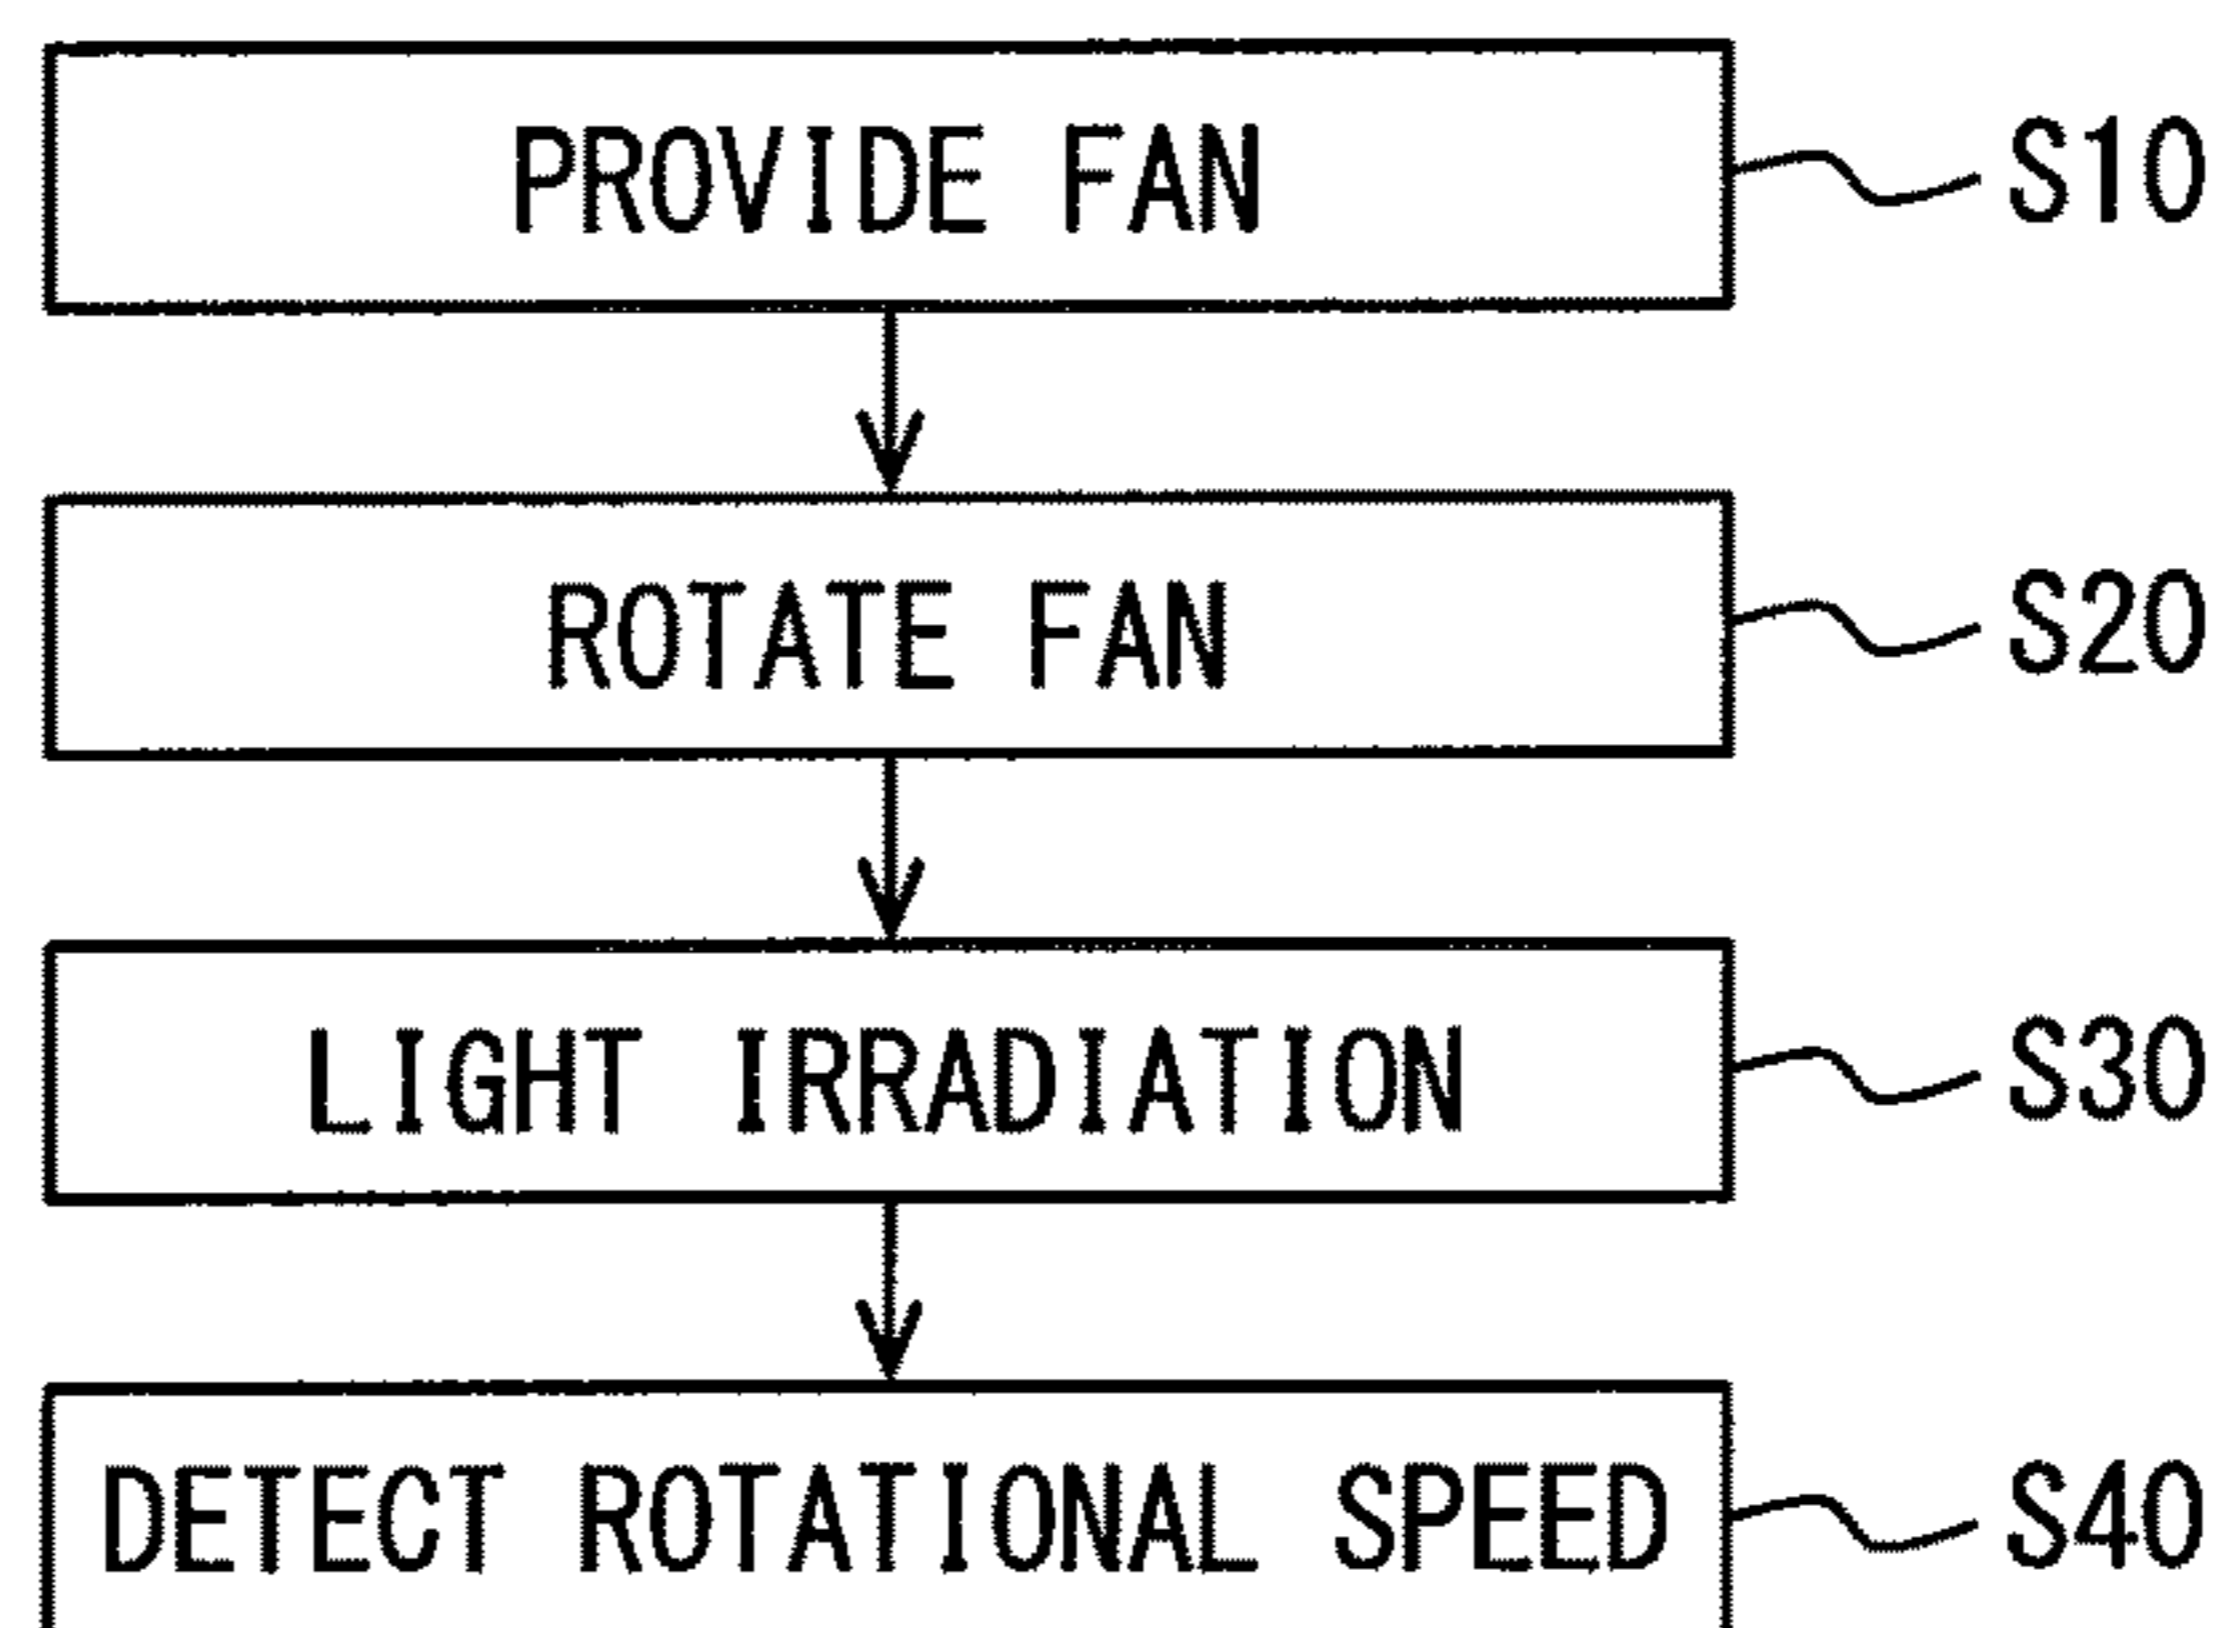 PROVIDE FAN S10
ROTATE FAN S20
LIGHT IRRADIATION S30
DETECT ROTATIONAL SPEED S40